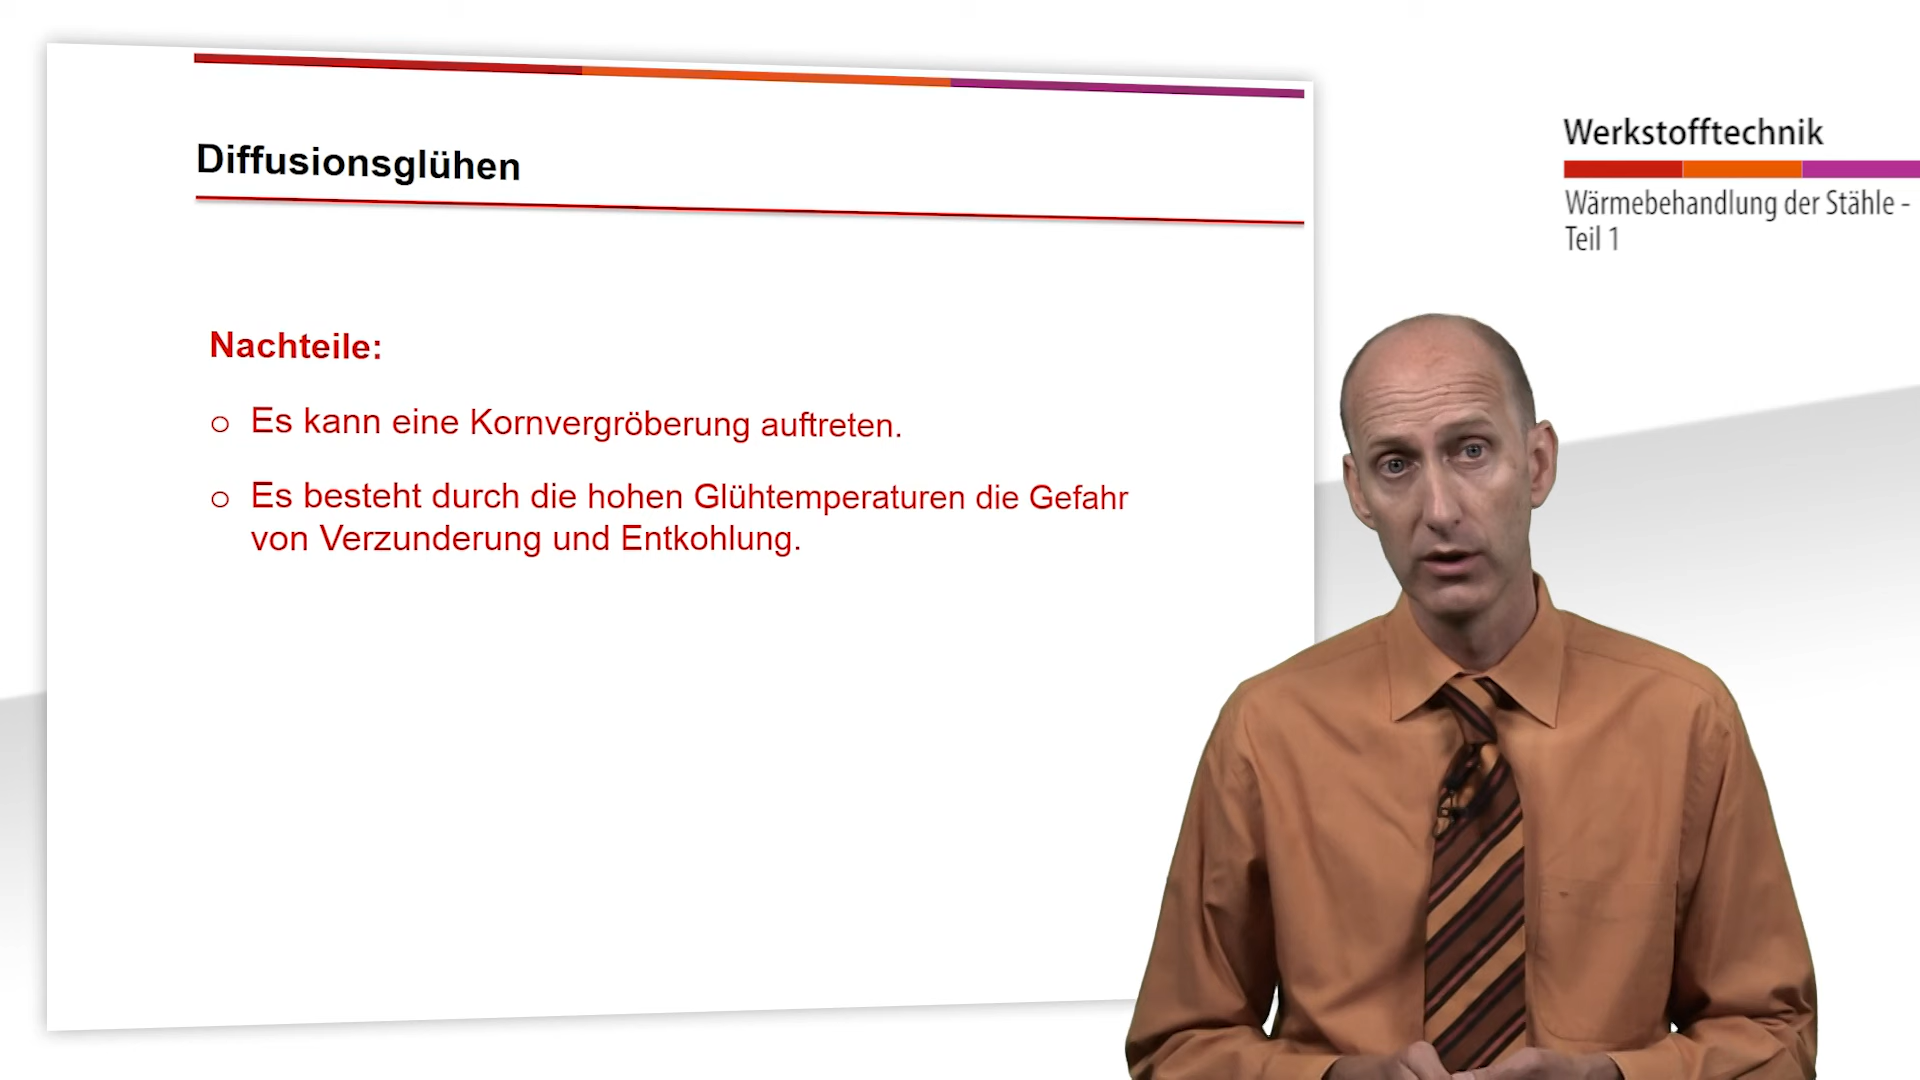 Diffusionsglühen
Nachteile:
o Es kann eine Kornvergröberung auftreten.
o Es besteht durch die hohen Glühtemperaturen die Gefahr
von Verzunderung und Entkohlung.
Werkstofftechnik
Wärmebehandlung der Stähle -
Teil 1